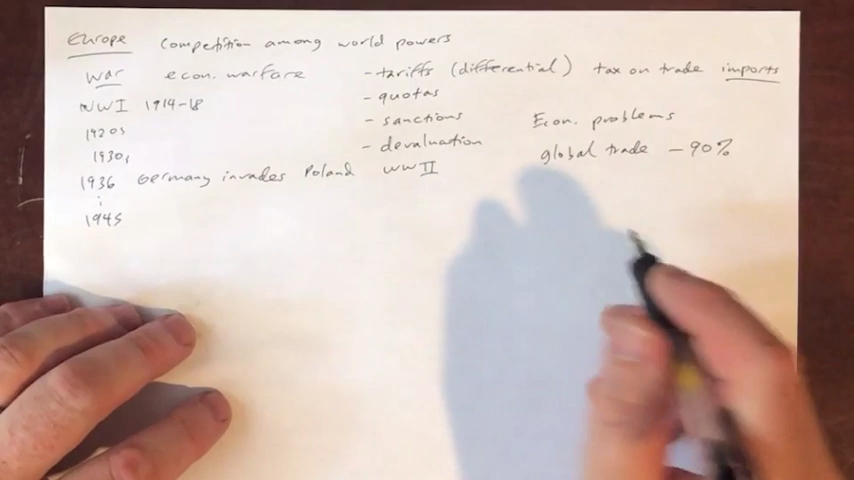 Europe competition among world powers
war econ. warfare - tariffs (differential) tax on trade imports
WWI 1914-18 - quotas
1920s - sanctions Econ. problems
1930s - devaluation global trade -90%
1936 Germany invades Poland WWII
1945